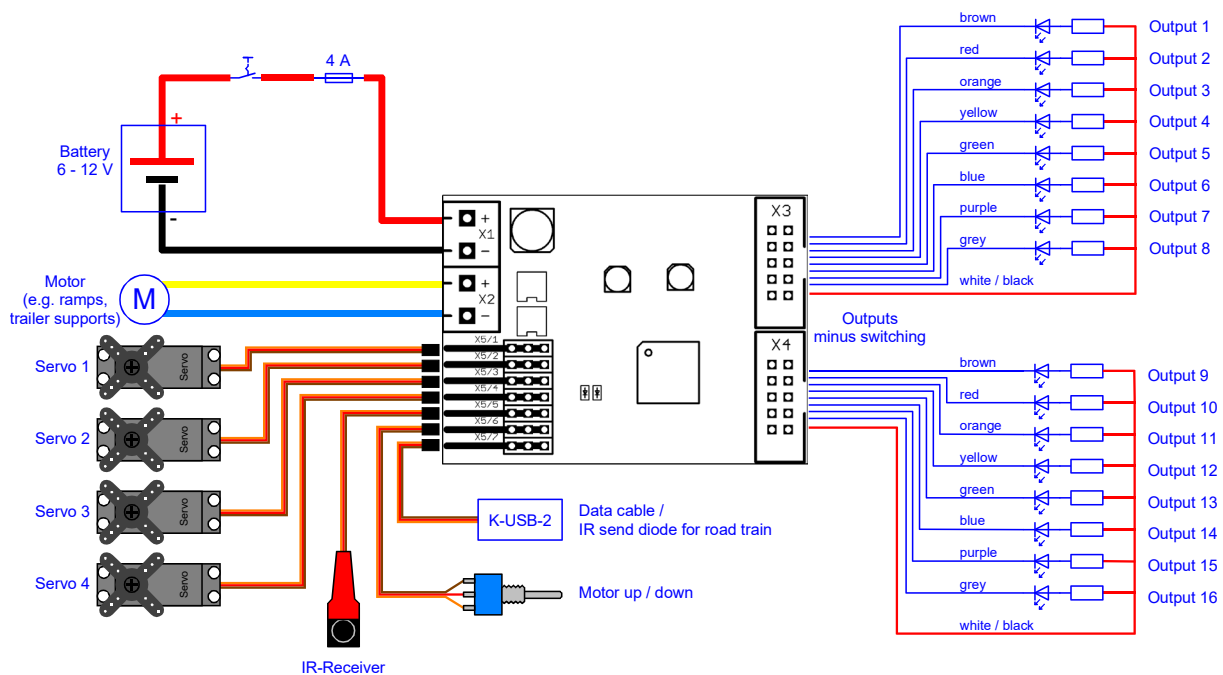 4 A
+
Battery
6 - 12 V
-
Motor
(e.g. ramps,
trailer supports)
M
Servo 1
Servo
Servo 2
Servo
Servo 3
Servo
Servo 4
Servo
+
X1
-
+
X2
-
X5/1
X5/2
X5/3
X5/4
X5/5
X5/6
X5/7
K-USB-2
Data cable /
IR send diode for road train
Motor up / down
IR-Receiver
X3
X4
brown
Output 1
red
Output 2
orange
Output 3
yellow
Output 4
green
Output 5
blue
Output 6
purple
Output 7
grey
Output 8
white / black
Outputs
minus switching
brown
Output 9
red
Output 10
orange
Output 11
yellow
Output 12
green
Output 13
blue
Output 14
purple
Output 15
grey
Output 16
white / black